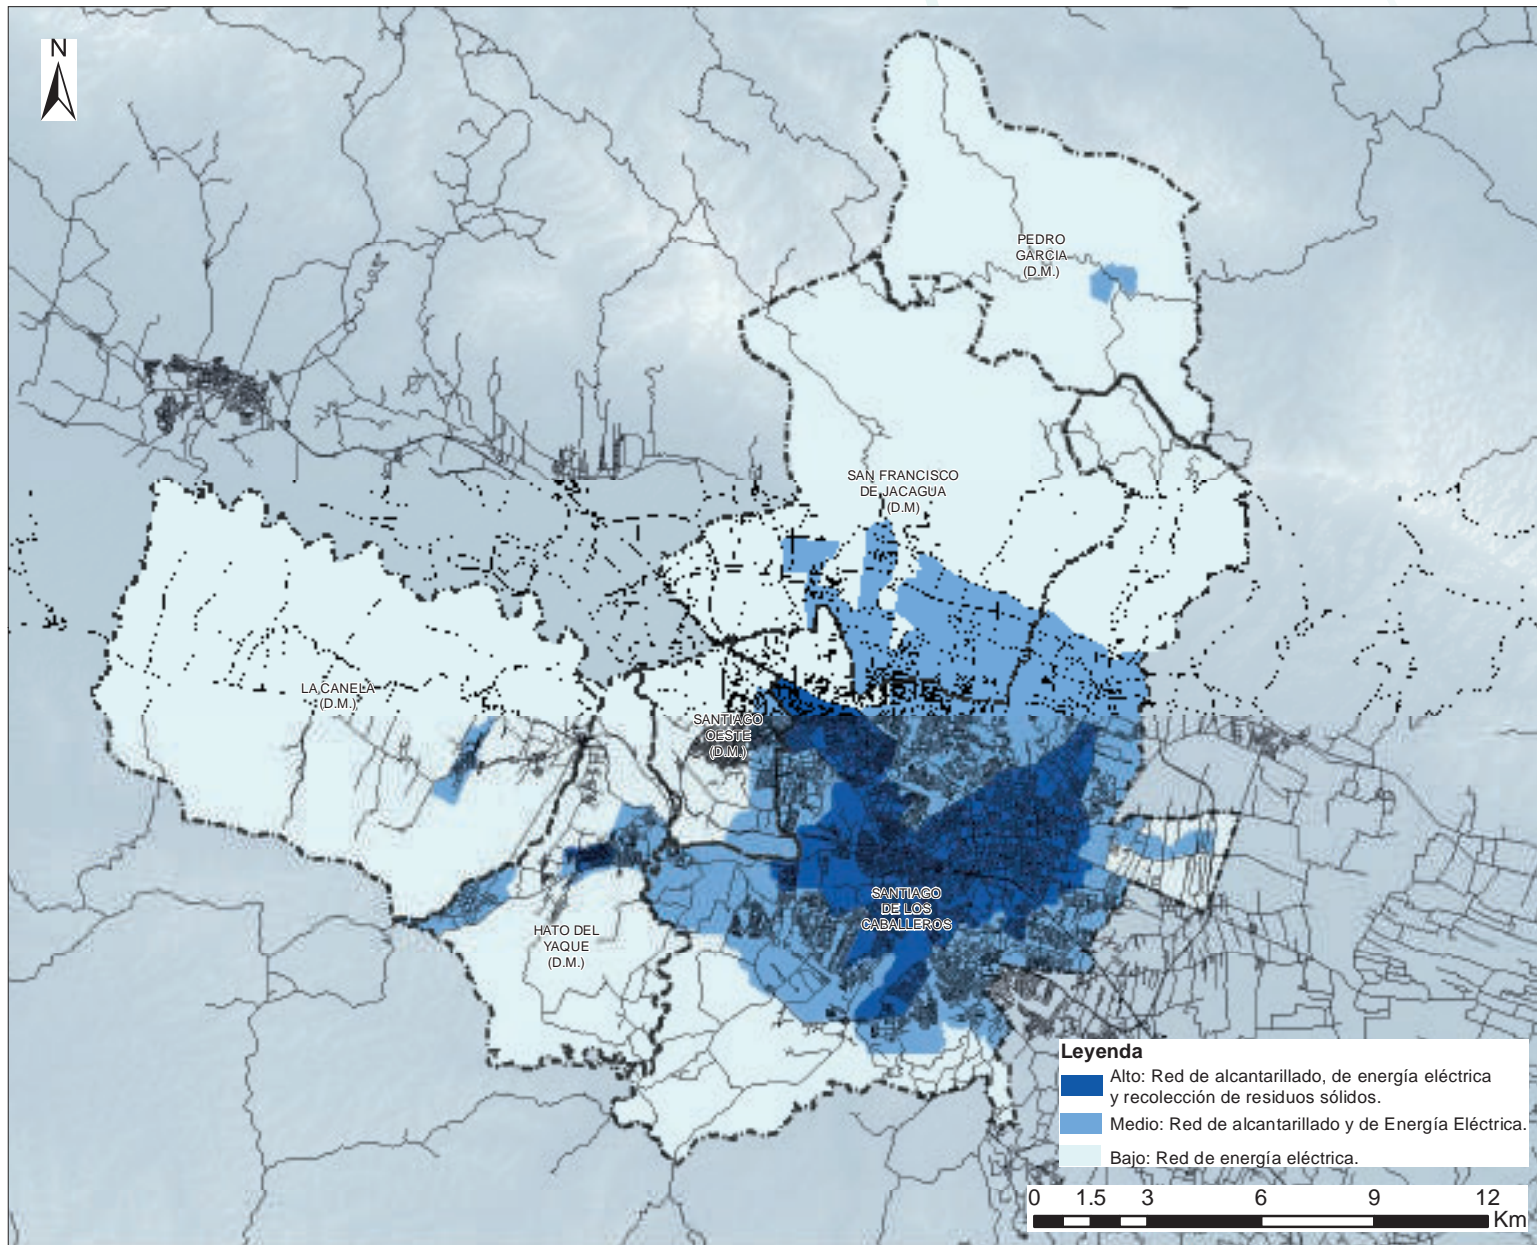 N
PEDRO
GARCIA
(D.M.)
SAN FRANCISCO
DE JACAGUA
(D.M)
LA CANELA
(D.M.)
SANTIAGO
OESTE
(D.M.)
SANTIAGO
DE LOS
CABALLEROS
HATO DEL
YAQUE
(D.M.)
Leyenda
Alto: Red de alcantarillado, de energía eléctrica
y recolección de residuos sólidos.
Medio: Red de alcantarillado y de Energía Eléctrica.
Bajo: Red de energía eléctrica.
0 1.5 3 6 9 12
Km